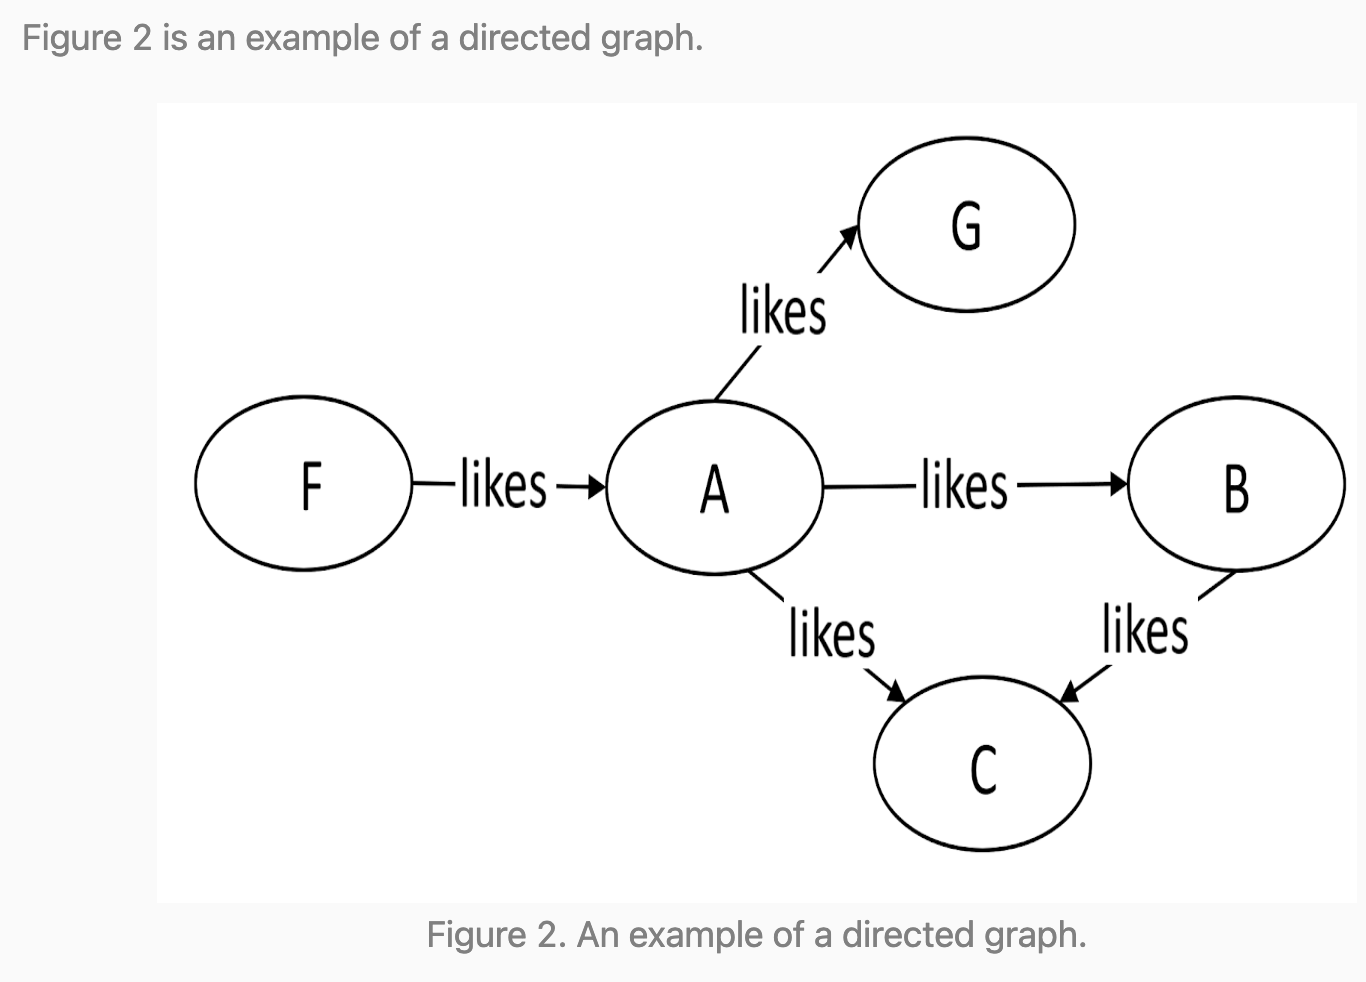 Figure 2 is an example of a directed graph.
G
likes
F
likes
A
likes
B
likes
likes
C
Figure 2. An example of a directed graph.